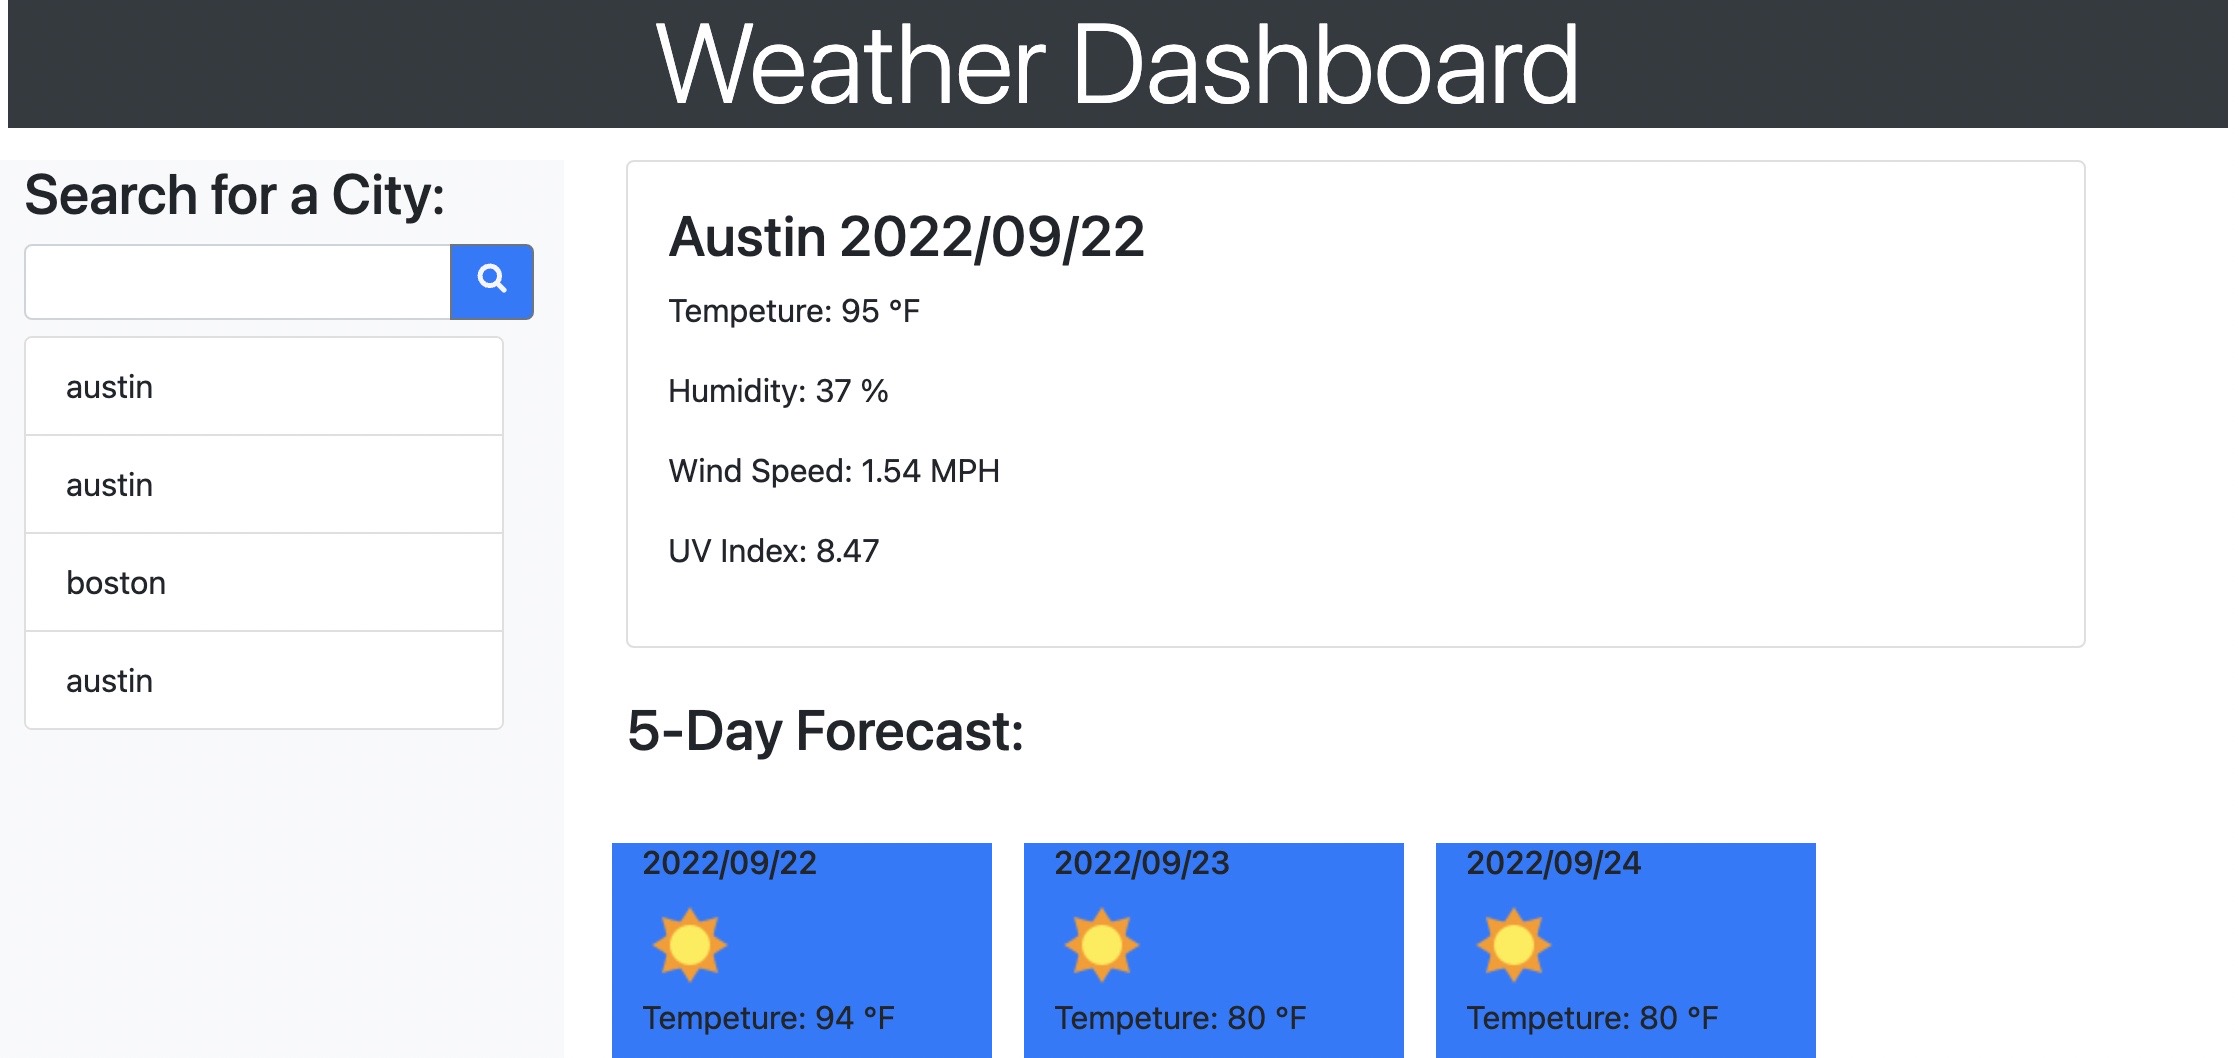 Weather Dashboard
Search for a City:
austin
austin
boston
austin
Austin 2022/09/22
Tempeture: 95 °F
Humidity: 37 %
Wind Speed: 1.54 MPH
UV Index: 8.47
5-Day Forecast:
2022/09/22
Tempeture: 94 °F
2022/09/23
Tempeture: 80 °F
2022/09/24
Tempeture: 80 °F